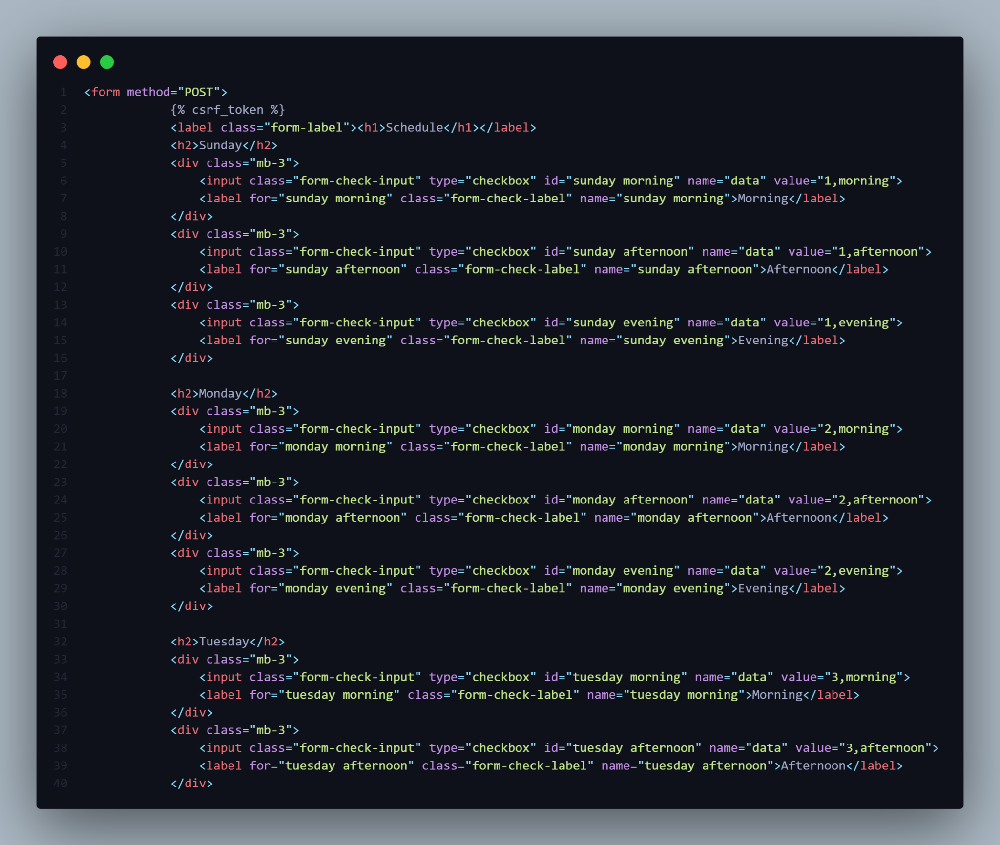 1 <form method="POST">
2 {% csrf_token %}
3 <label class="form-label"><h1>Schedule</h1></label>
4 <h2>Sunday</h2>
5 <div class="mb-3">
6 <input class="form-check-input" type="checkbox" id="sunday morning" name="data" value="1,morning">
7 <label for="sunday morning" class="form-check-label" name="sunday morning">Morning</label>
8 </div>
9 <div class="mb-3">
10 <input class="form-check-input" type="checkbox" id="sunday afternoon" name="data" value="1,afternoon">
11 <label for="sunday afternoon" class="form-check-label" name="sunday afternoon">Afternoon</label>
12 </div>
13 <div class="mb-3">
14 <input class="form-check-input" type="checkbox" id="sunday evening" name="data" value="1,evening">
15 <label for="sunday evening" class="form-check-label" name="sunday evening">Evening</label>
16 </div>
17
18 <h2>Monday</h2>
19 <div class="mb-3">
20 <input class="form-check-input" type="checkbox" id="monday morning" name="data" value="2,morning">
21 <label for="monday morning" class="form-check-label" name="monday morning">Morning</label>
22 </div>
23 <div class="mb-3">
24 <input class="form-check-input" type="checkbox" id="monday afternoon" name="data" value="2,afternoon">
25 <label for="monday afternoon" class="form-check-label" name="monday afternoon">Afternoon</label>
26 </div>
27 <div class="mb-3">
28 <input class="form-check-input" type="checkbox" id="monday evening" name="data" value="2,evening">
29 <label for="monday evening" class="form-check-label" name="monday evening">Evening</label>
30 </div>
31
32 <h2>Tuesday</h2>
33 <div class="mb-3">
34 <input class="form-check-input" type="checkbox" id="tuesday morning" name="data" value="3,morning">
35 <label for="tuesday morning" class="form-check-label" name="tuesday morning">Morning</label>
36 </div>
37 <div class="mb-3">
38 <input class="form-check-input" type="checkbox" id="tuesday afternoon" name="data" value="3,afternoon">
39 <label for="tuesday afternoon" class="form-check-label" name="tuesday afternoon">Afternoon</label>
40 </div>